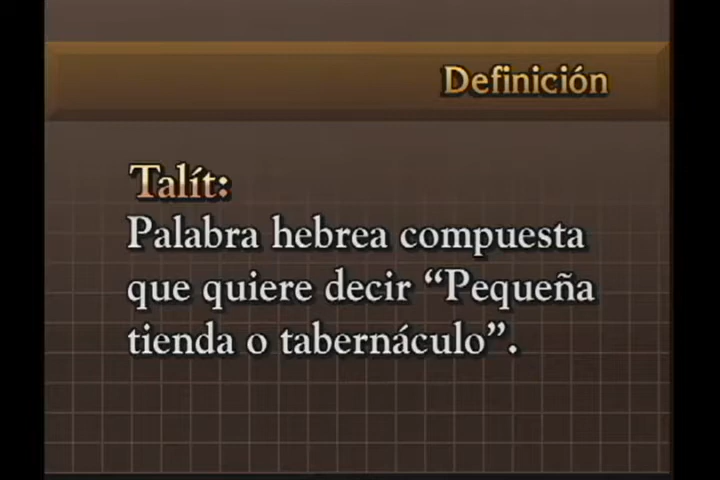 Definición
Talít:
Palabra hebrea compuesta
que quiere decir “Pequeña
tienda o tabernáculo”.